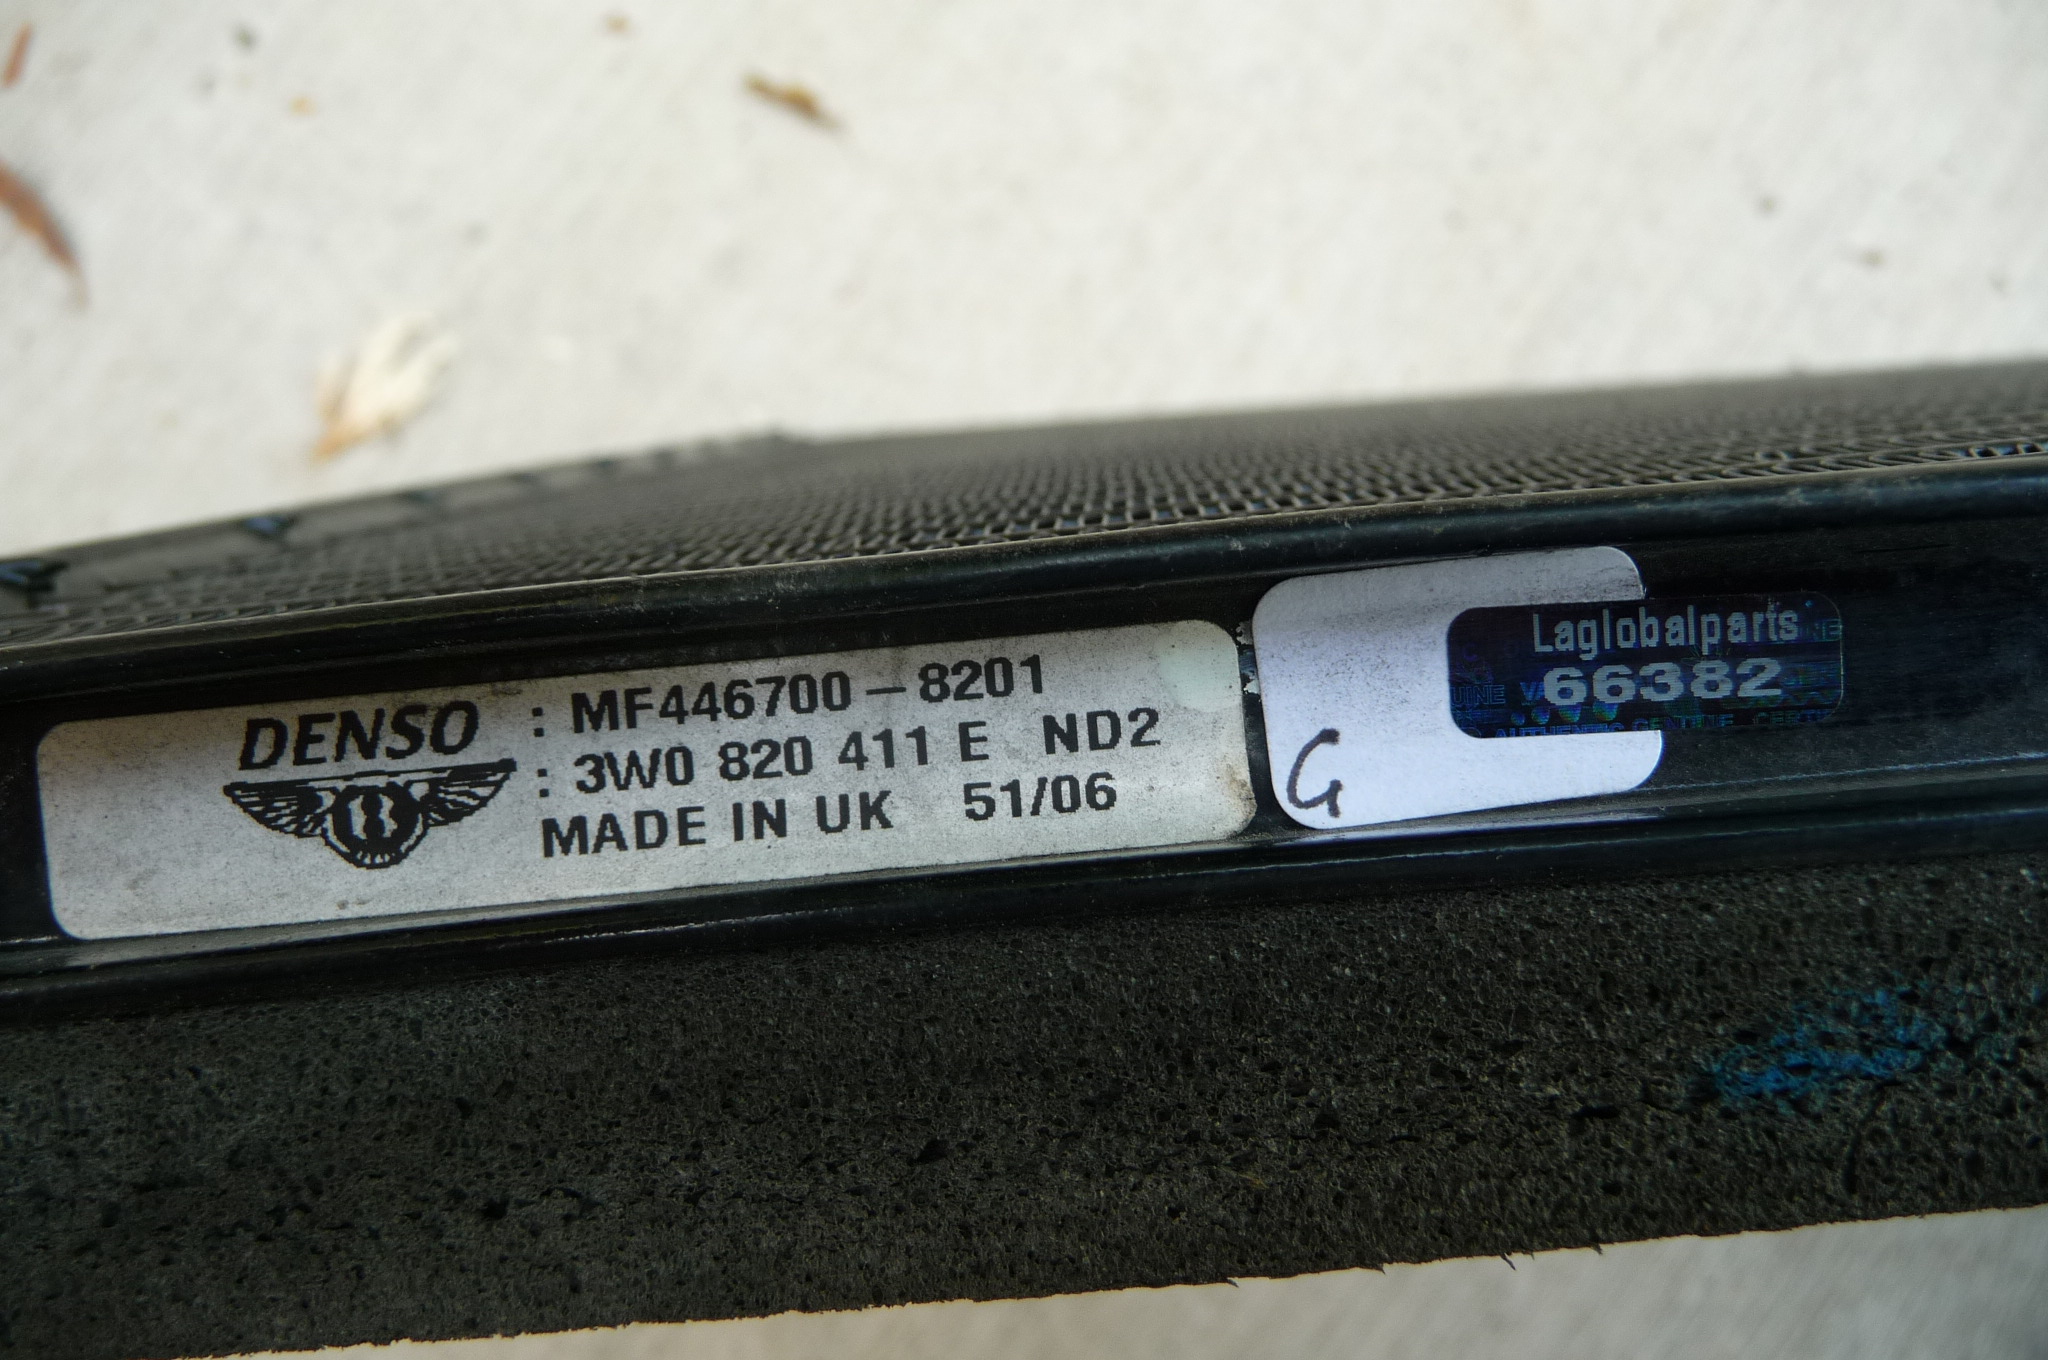 DENSO : MF446700-8201
: 3W0 820 411 E ND2
MADE IN UK 51/06
G
Laglobalparts
66382